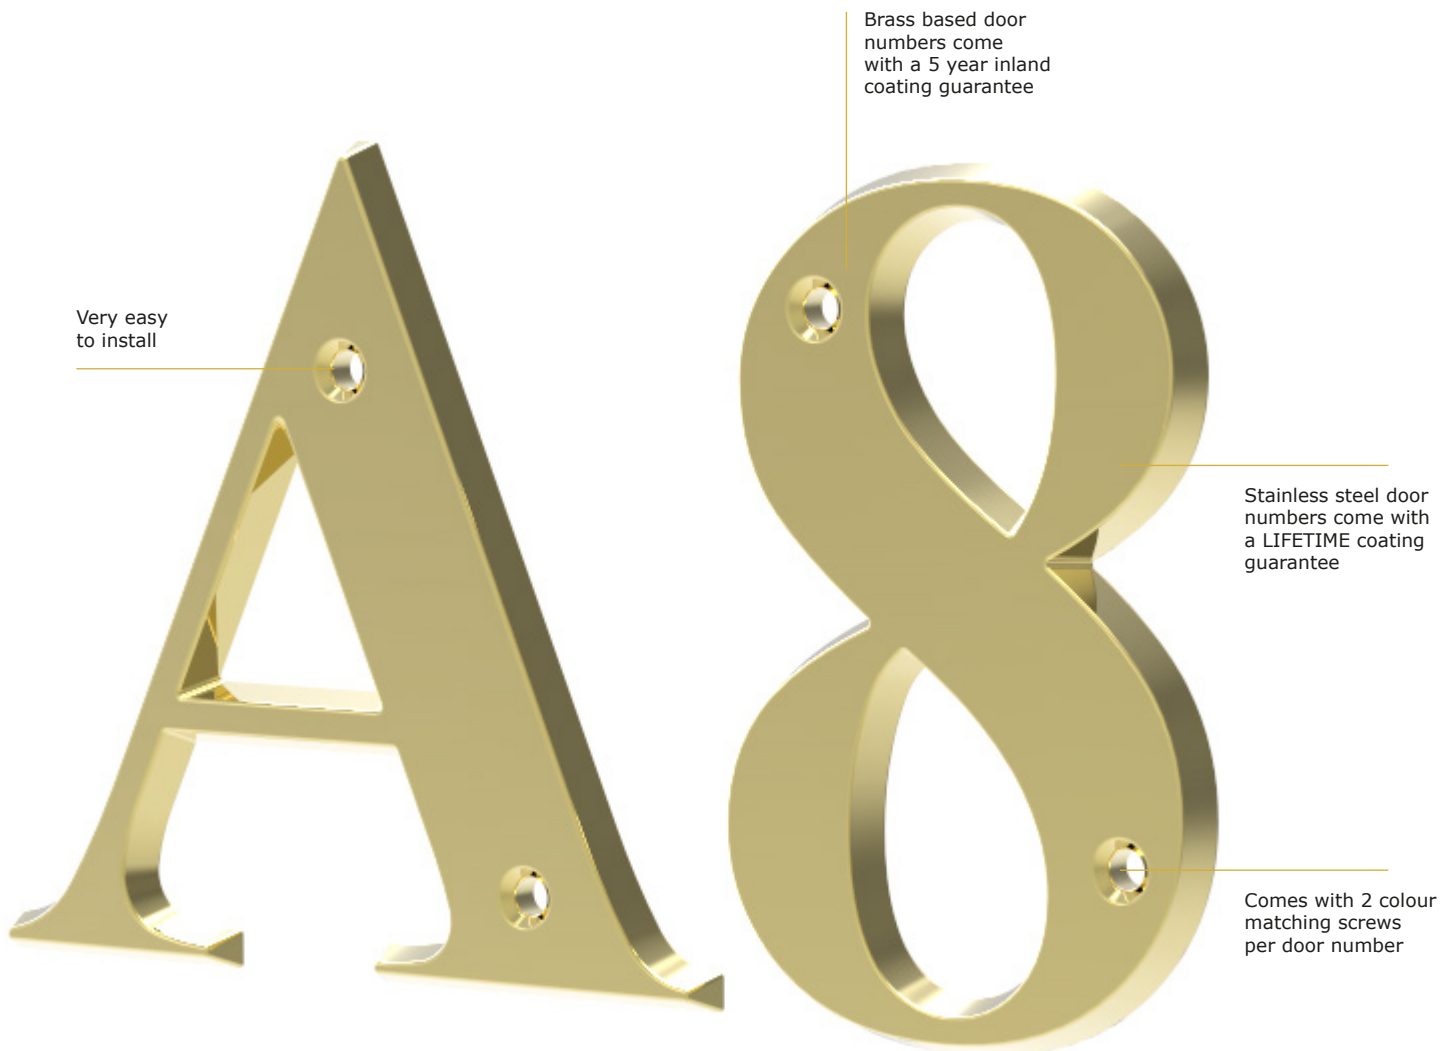 Brass based door
numbers come
with a 5 year inland
coating guarantee
Very easy
to install
A
8
Stainless steel door
numbers come with
a LIFETIME coating
guarantee
Comes with 2 colour
matching screws
per door number